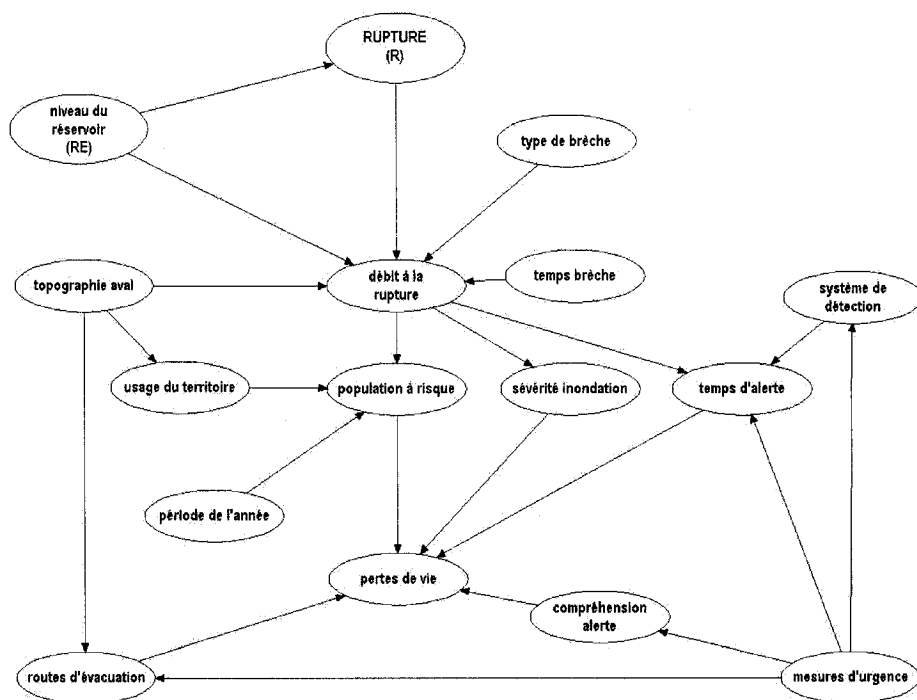 RUPTURE
(R)
niveau du
réservoir
(RE)
type de brèche
débit à la
rupture
temps brèche
topographie aval
système de
détection
usage du territoire
population à risque
sévérité inondation
temps d'alerte
période de l'année
pertes de vie
compréhension
alerte
routes d'évacuation
mesures d'urgence